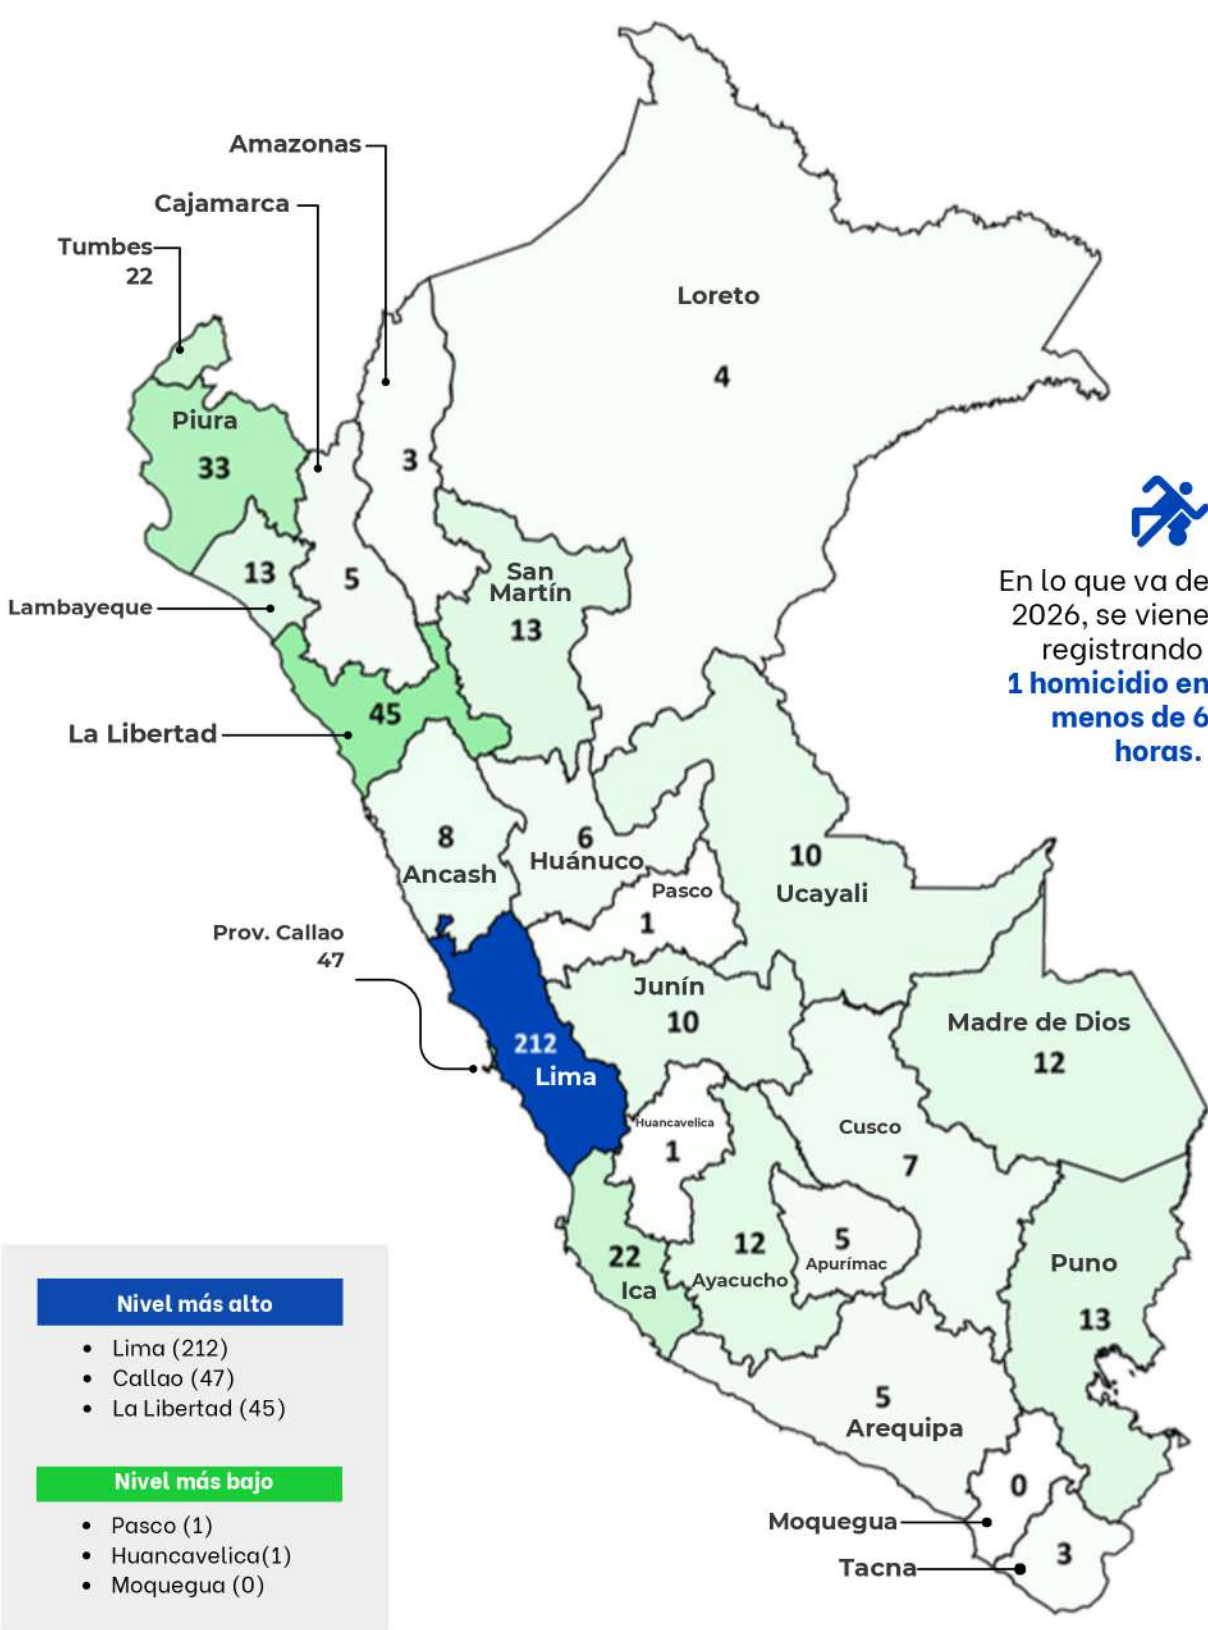 Amazonas
Cajamarca
Tumbes
22
Loreto
4
Piura
33
3
13
5
San
Martín
13
Lambayeque
En lo que va de
2026, se viene
registrando
1 homicidio en
menos de 6
horas.
La Libertad
45
8
Ancash
6
Huánuco
Pasco
1
10
Ucayali
Prov. Callao
47
212
Lima
Junín
10
Madre de Dios
12
Huancavelica
1
Cusco
7
22
Ica
12
Ayacucho
5
Apurímac
Puno
13
5
Arequipa
0
Moquegua
3
Tacna
Nivel más alto
• Lima (212)
• Callao (47)
• La Libertad (45)
Nivel más bajo
• Pasco (1)
• Huancavelica(1)
• Moquegua (0)